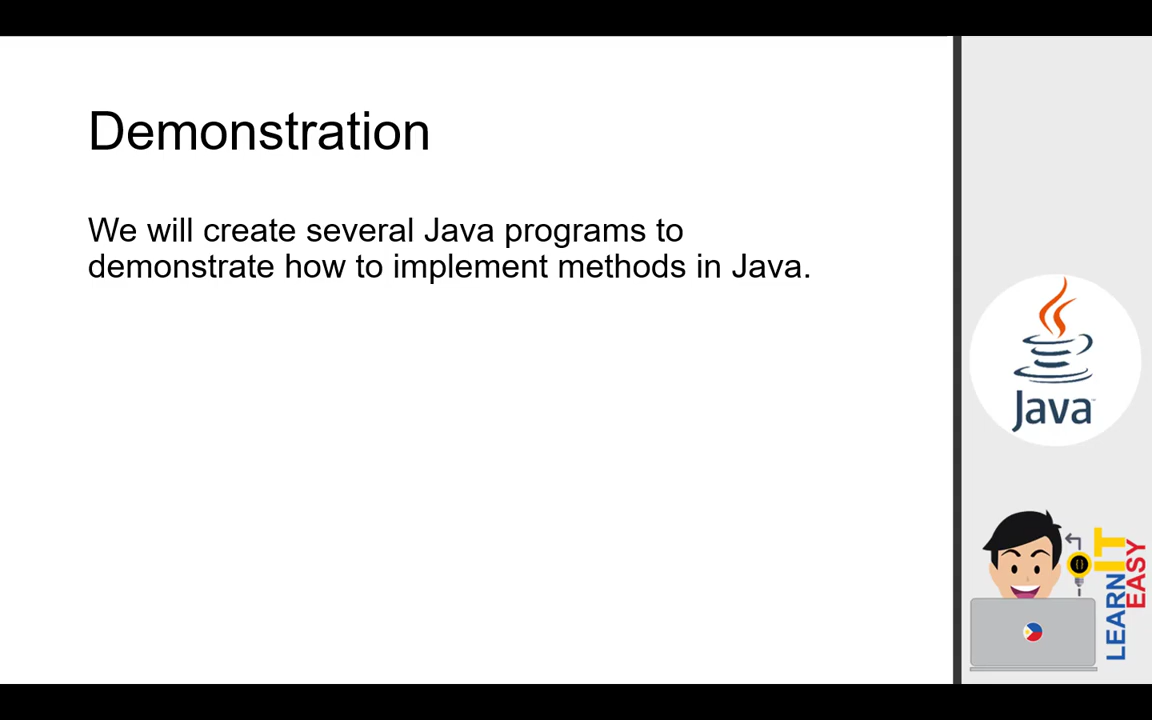 Demonstration
We will create several Java programs to
demonstrate how to implement methods in Java.
Java
LEARN IT
EASY